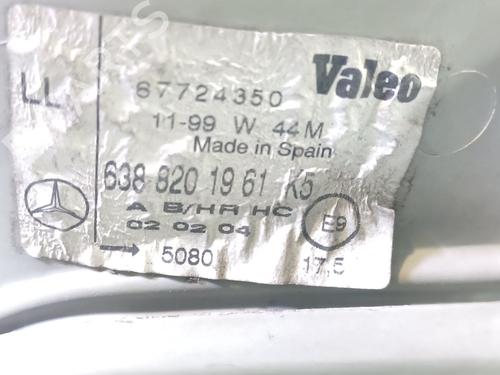 LL
Valeo
67724350
11-99 W 44M
Made in Spain
638 820 19 61 K5
A B/HR HC
02 02 04
E9
5080
17,5